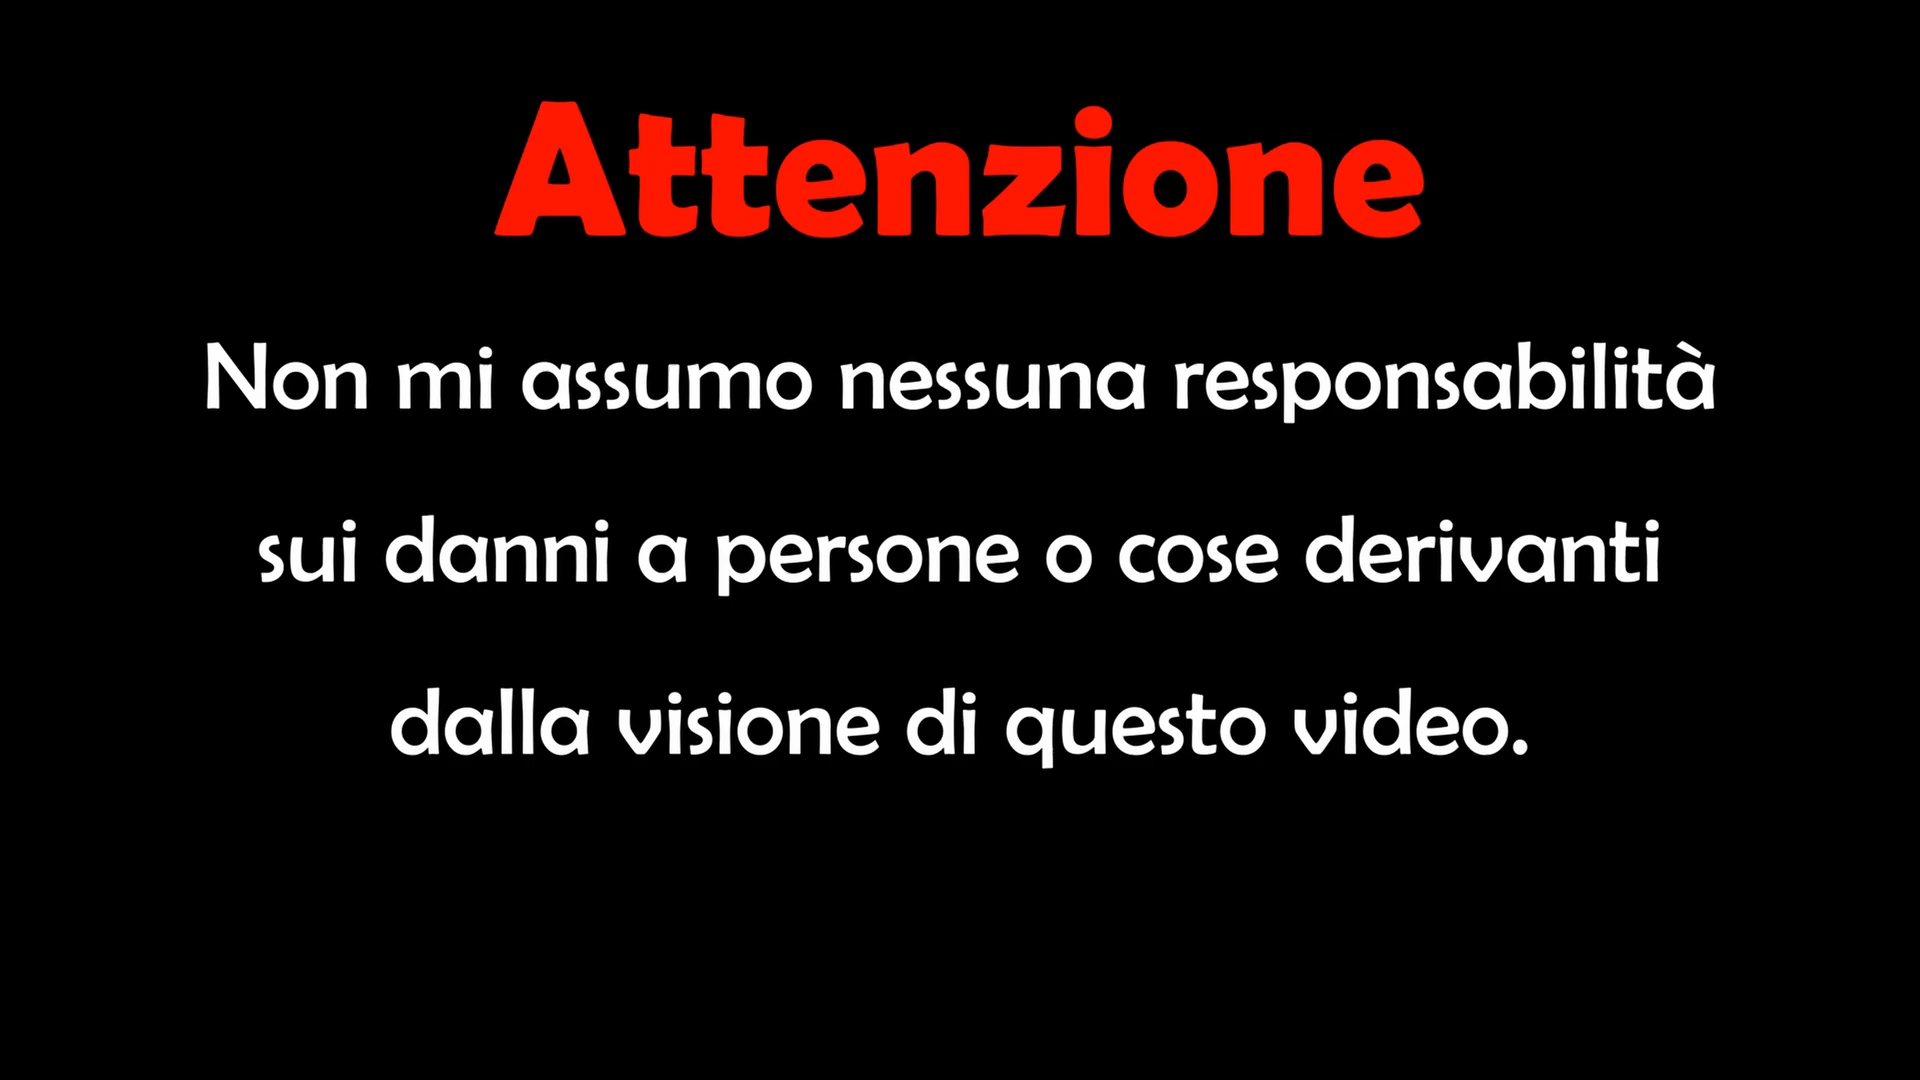 Attenzione
Non mi assumo nessuna responsabilità
sui danni a persone o cose derivanti
dalla visione di questo video.